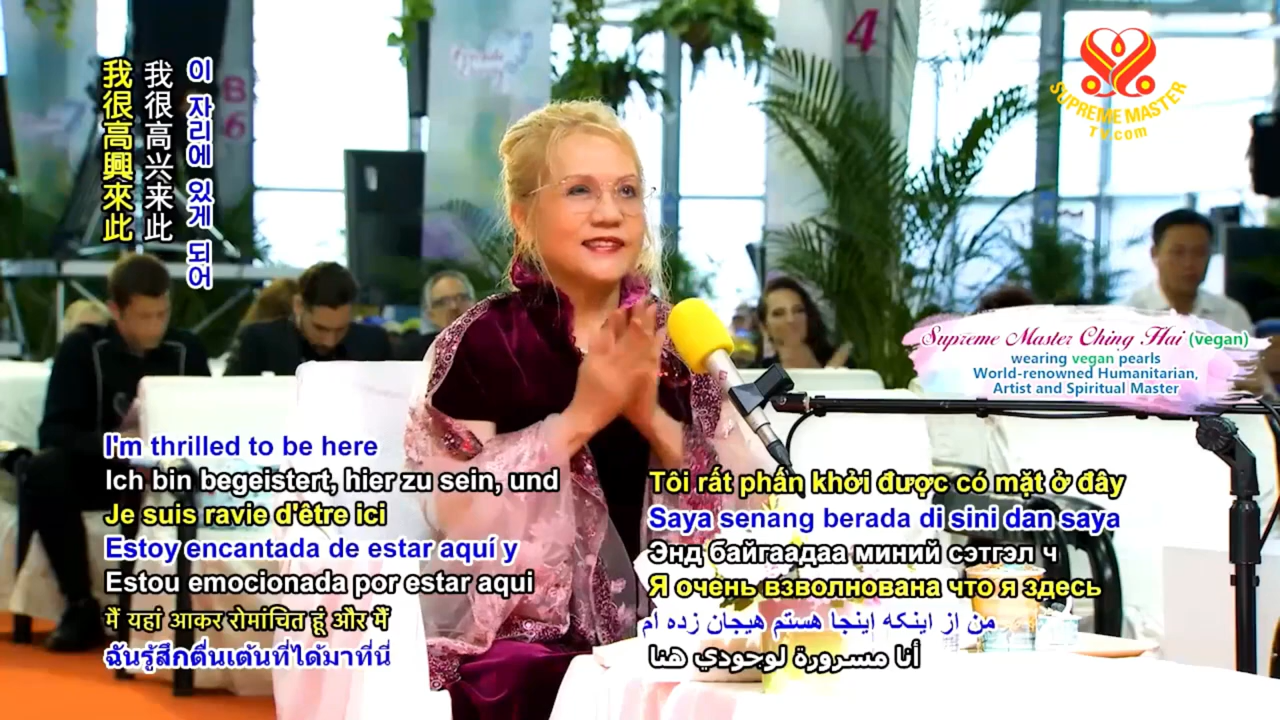 我很高興來此
我很高兴来此
이 자리에 있게 되어
B
6
4
SUPREME MASTER
TV.com
Supreme Master Ching Hai (vegan)
wearing vegan pearls
World-renowned Humanitarian,
Artist and Spiritual Master
I'm thrilled to be here
Ich bin begeistert, hier zu sein, und
Je suis ravie d'être ici
Estoy encantada de estar aquí y
Estou emocionada por estar aqui
मैं यहां आकर रोमांचित हूं और मैं
ฉันรู้สึกตื่นเต้นที่ได้มาที่นี่
Tôi rất phấn khởi được có mặt ở đây
Saya senang berada di sini dan saya
Энд байгаадаа миний сэтгэл ч
Я очень взволнована что я здесь
من از اینکه اینجا هستم هیجان زده ام
أنا مسرورة لوجودي هنا